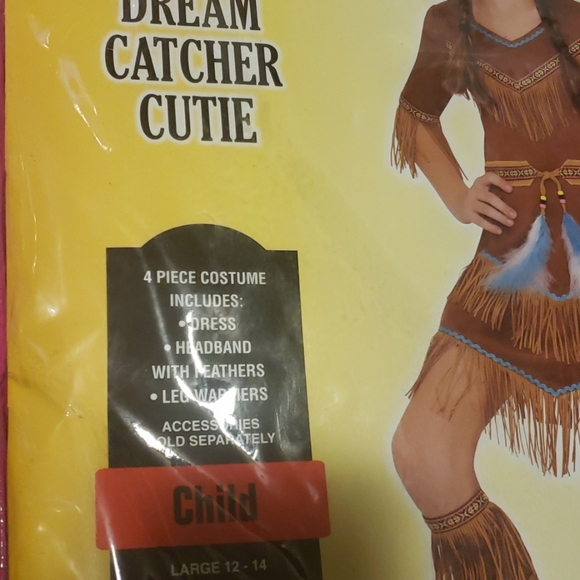 DREAM
CATCHER
CUTIE
4 PIECE COSTUME
INCLUDES:
• DRESS
• HEADBAND
WITH FEATHERS
• LEG WARMERS
ACCESSORIES
SOLD SEPARATELY
Child
LARGE 12 - 14